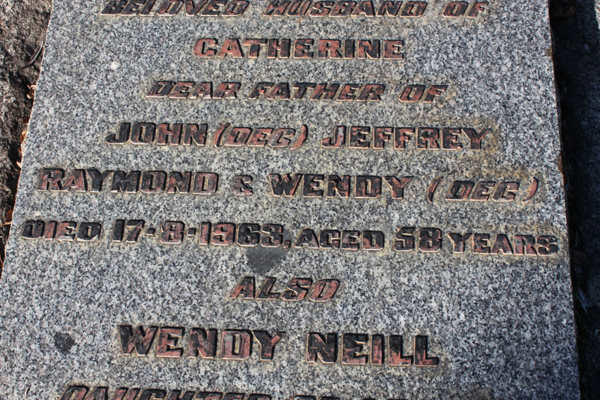 BELOVED HUSBAND OF
CATHERINE
DEAR FATHER OF
JOHN (DEC) JEFFREY
RAYMOND & WENDY (DEC)
DIED 17·8·1963, AGED 58 YEARS
ALSO
WENDY NEILL
DAUGHTER